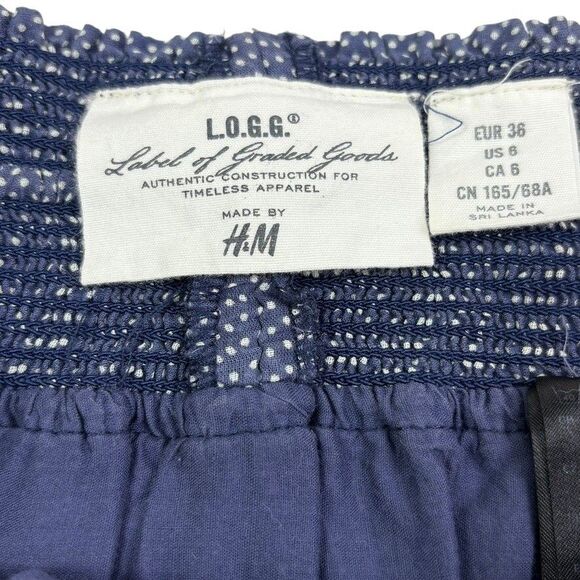 L.O.G.G.®
Label of Graded Goods
AUTHENTIC CONSTRUCTION FOR
TIMELESS APPAREL
MADE BY
H&M
EUR 36
US 6
CA 6
CN 165/68A
MADE IN
SRI LANKA